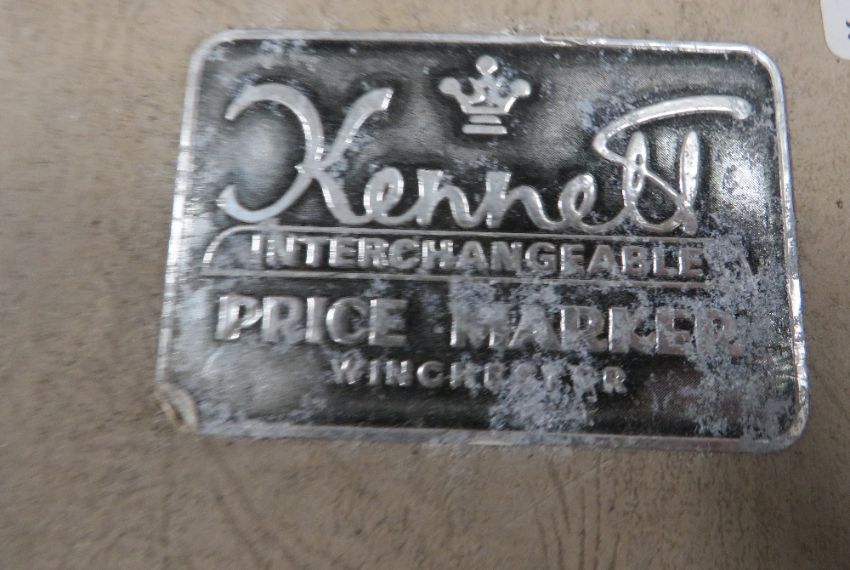 Kennett
INTERCHANGEABLE
PRICE MARKER
WINCHESTER